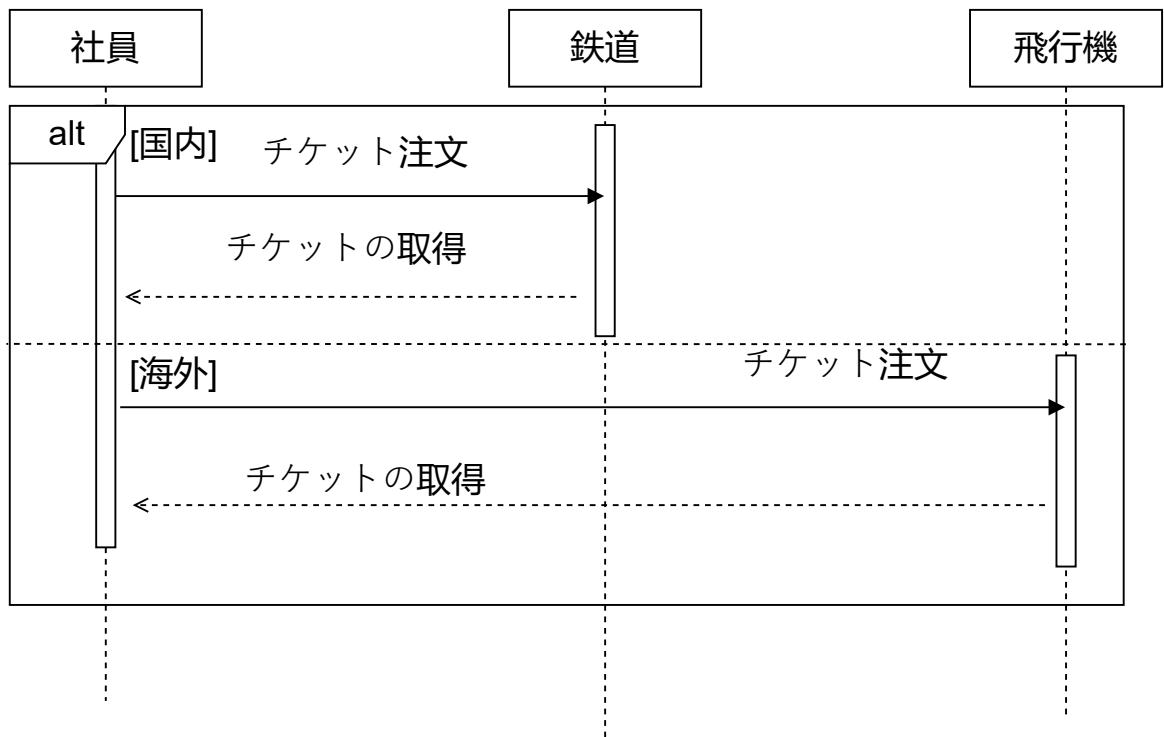 社員
鉄道
飛行機
alt
[国内]
チケット注文
チケットの取得
[海外]
チケット注文
チケットの取得